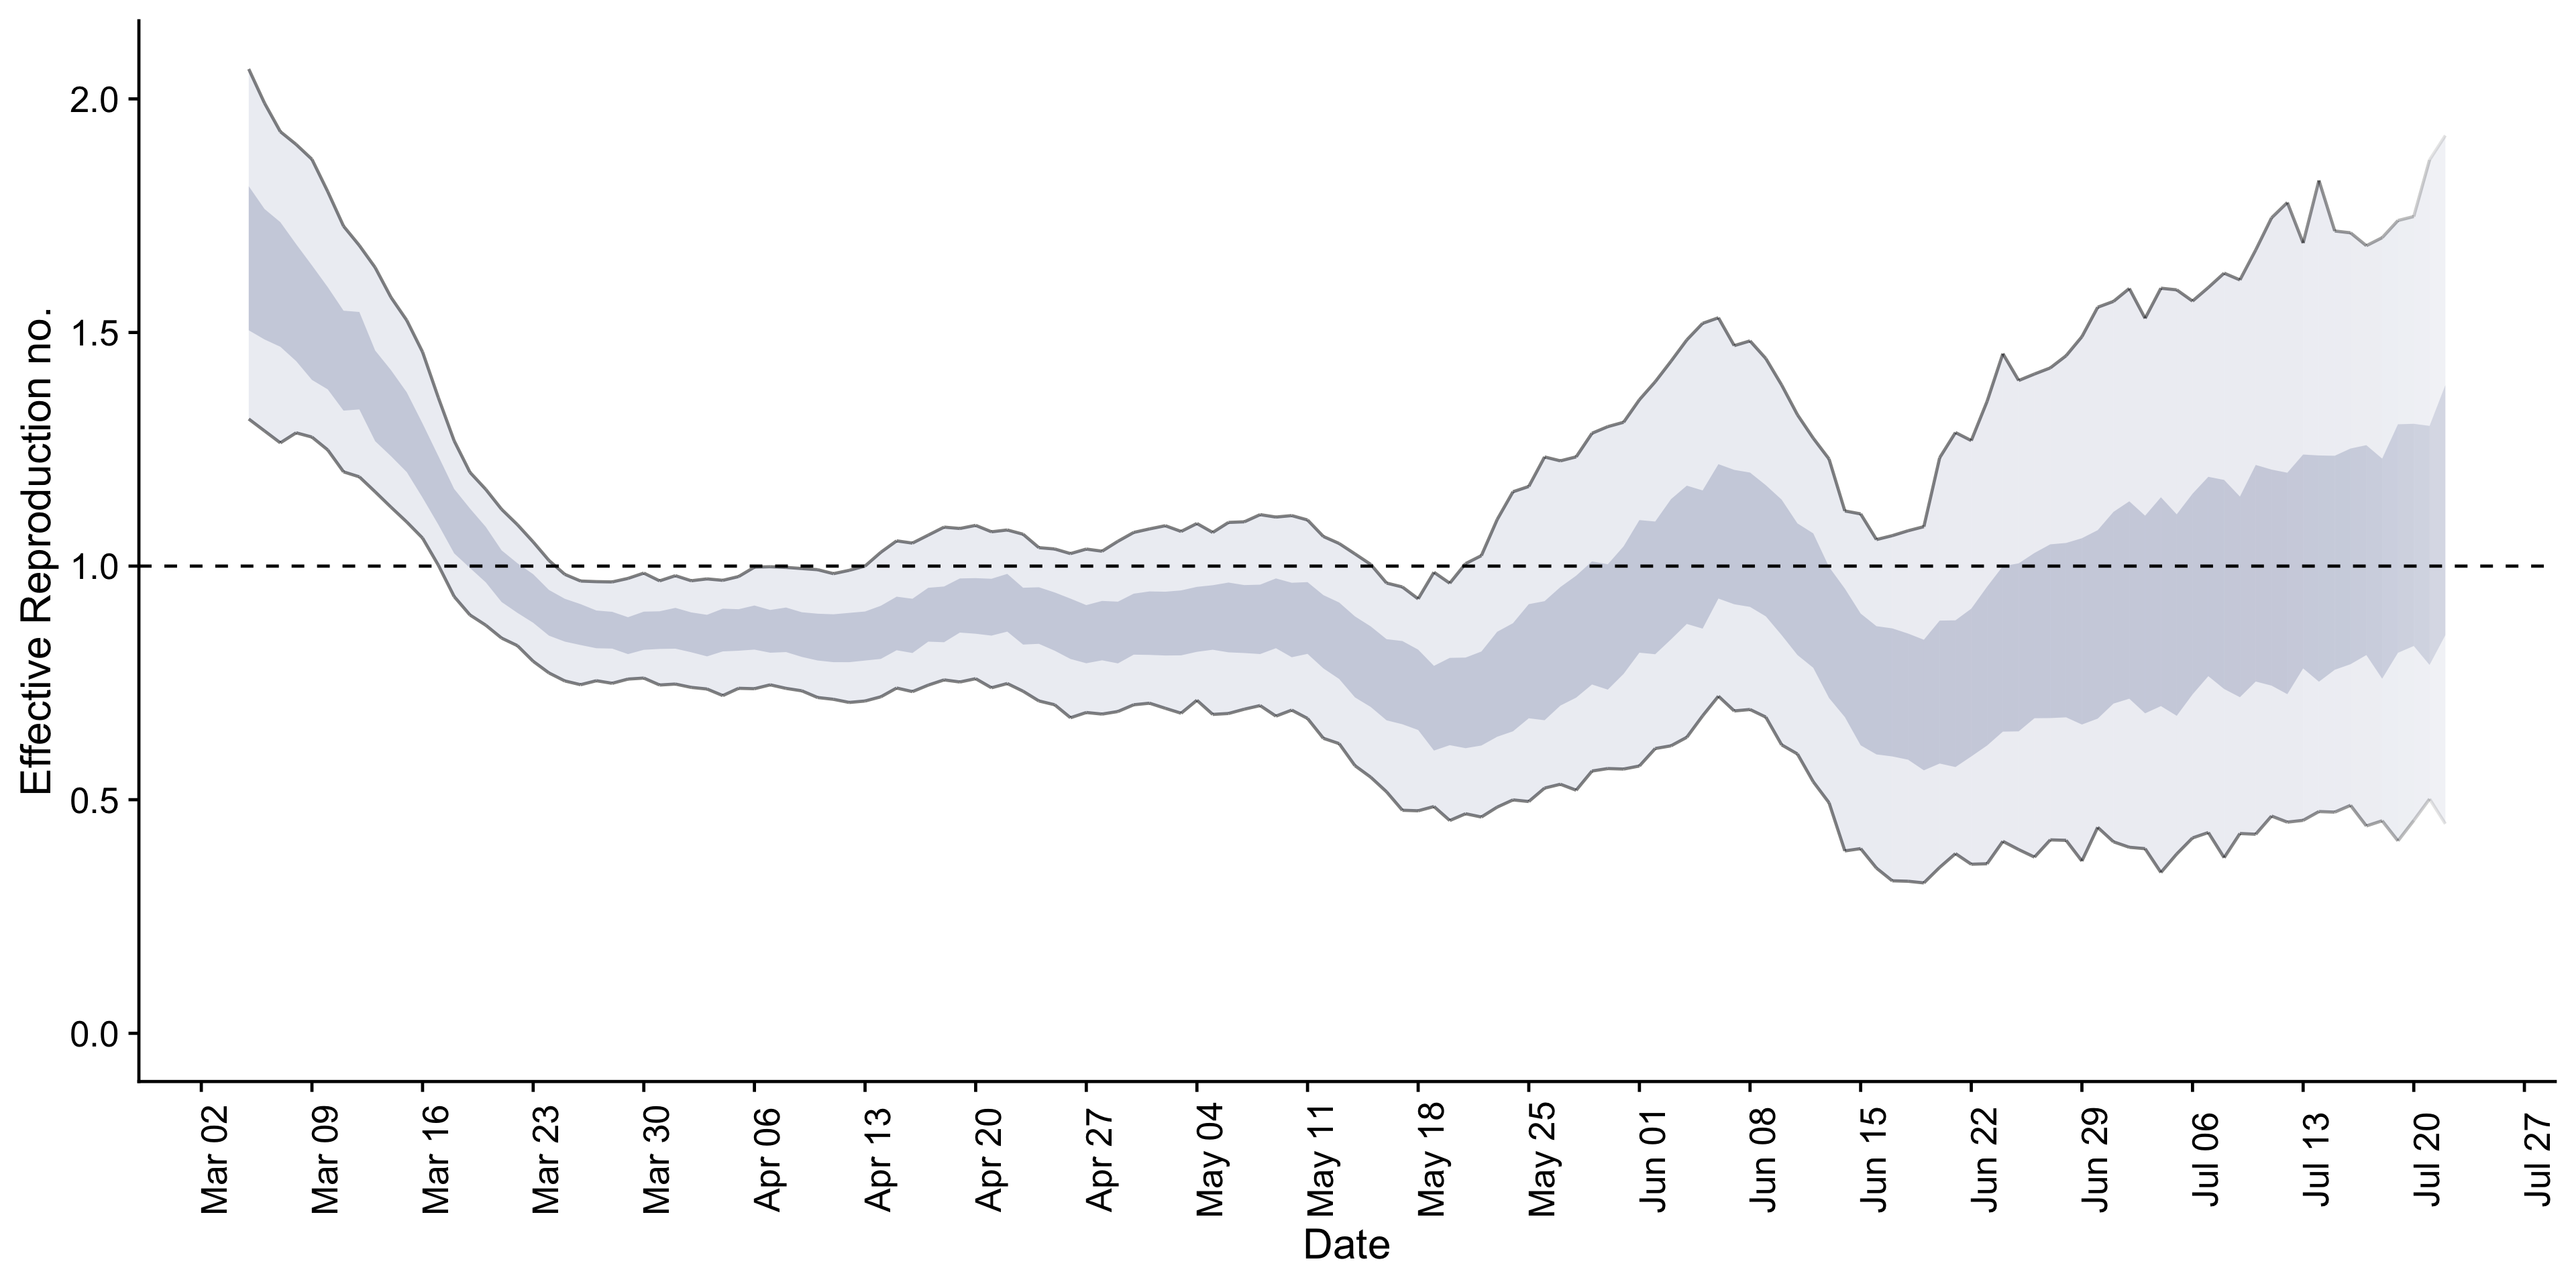 Effective Reproduction no.
2.0
1.5
1.0
0.5
0.0
Mar 02
Mar 09
Mar 16
Mar 23
Mar 30
Apr 06
Apr 13
Apr 20
Apr 27
May 04
May 11
May 18
May 25
Jun 01
Jun 08
Jun 15
Jun 22
Jun 29
Jul 06
Jul 13
Jul 20
Jul 27
Date